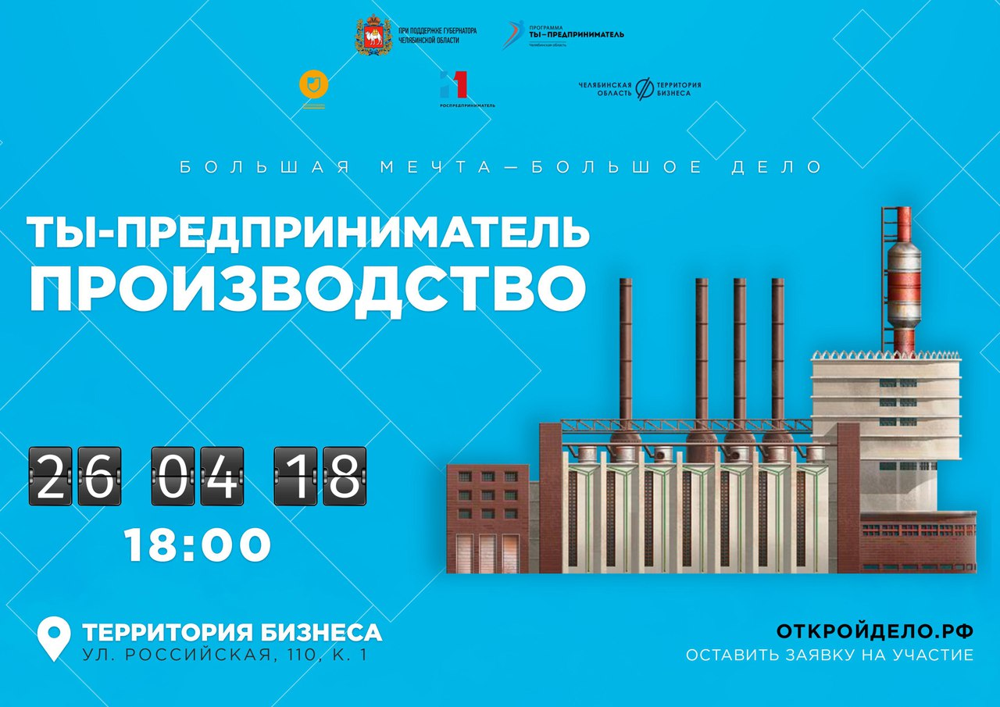 ПРИ ПОДДЕРЖКЕ ГУБЕРНАТОРА
ЧЕЛЯБИНСКОЙ ОБЛАСТИ
ПРОГРАММА
ТЫ–ПРЕДПРИНИМАТЕЛЬ
Челябинская область
РОСПРЕДПРИНИМАТЕЛЬ
ЧЕЛЯБИНСКАЯ ОБЛАСТЬ
ТЕРРИТОРИЯ БИЗНЕСА
БОЛЬШАЯ МЕЧТА—БОЛЬШОЕ ДЕЛО
ТЫ-ПРЕДПРИНИМАТЕЛЬ
ПРОИЗВОДСТВО
26 04 18
18:00
ТЕРРИТОРИЯ БИЗНЕСА
УЛ. РОССИЙСКАЯ, 110, К. 1
ОТКРОЙДЕЛО.РФ
ОСТАВИТЬ ЗАЯВКУ НА УЧАСТИЕ